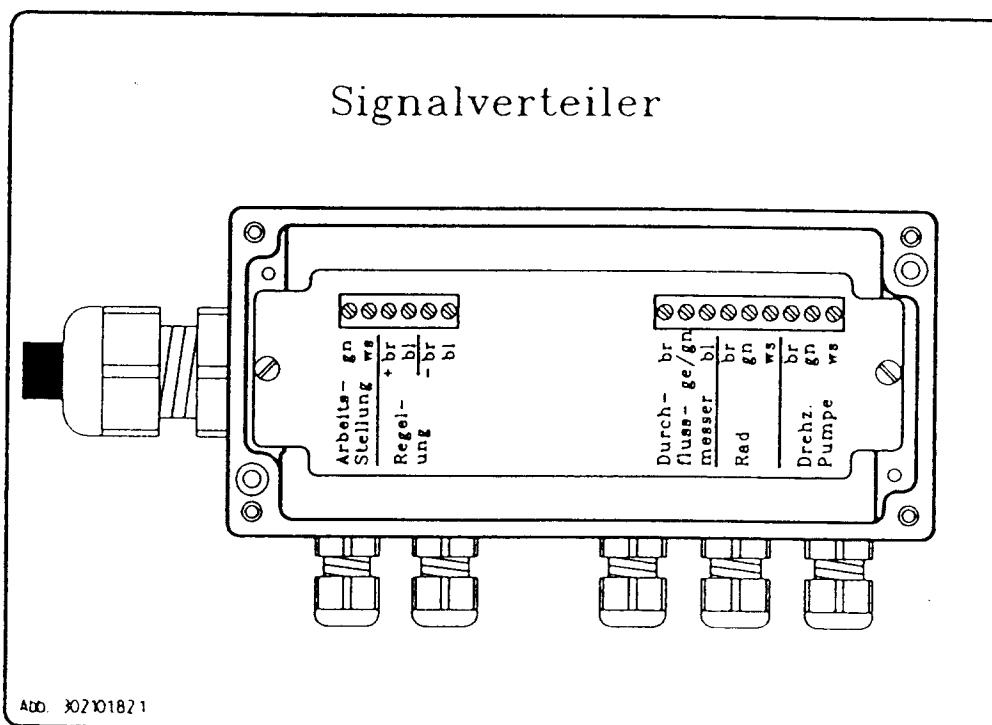 Signalverteiler
gn
ws
+ br
bl
- br
bl
Arbeits-
Stellung
Regel-
ung
br
ge/gn
bl
br
gn
ws
br
gn
ws
Durch-
fluss-
messer
Rad
Drehz.
Pumpe
Abb. 302101821